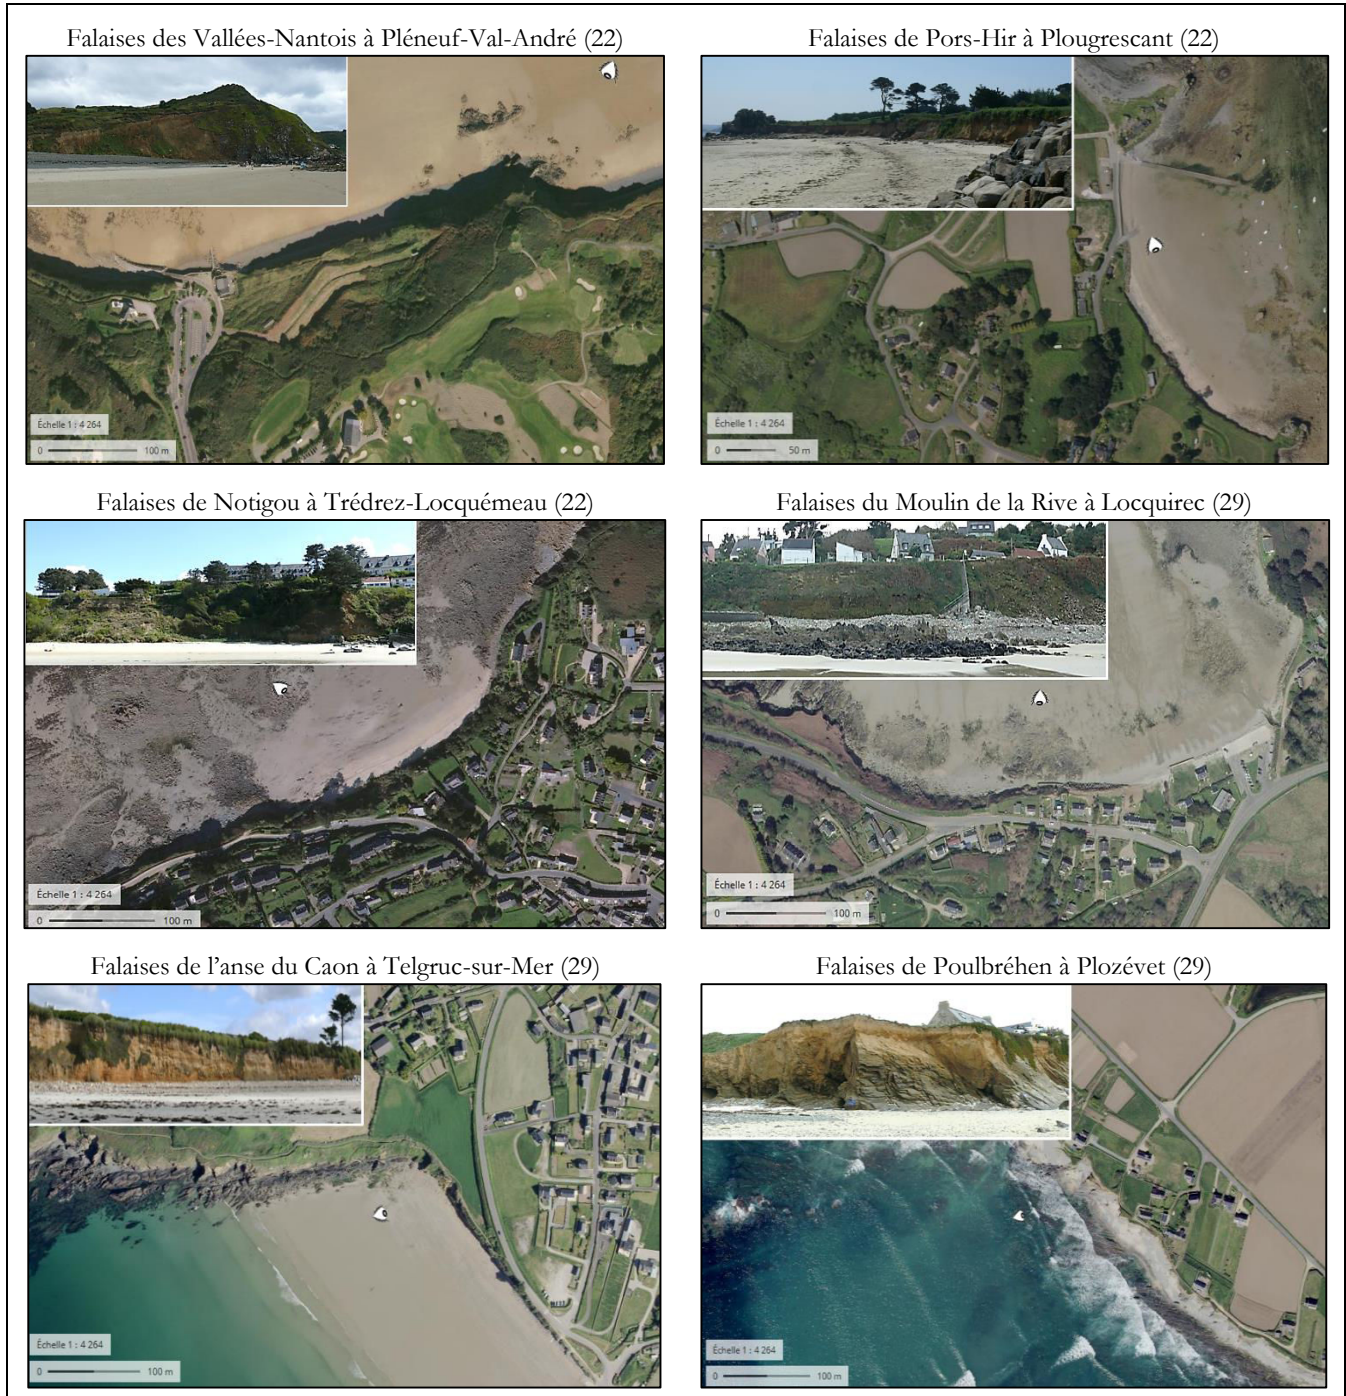 Falaises des Vallées-Nantois à Pléneuf-Val-André (22)
Falaises de Pors-Hir à Plougrescant (22)
Échelle 1 : 4 264
0 100 m
Échelle 1 : 4 264
0 50 m
Falaises de Notigou à Trédrez-Locquémeau (22)
Falaises du Moulin de la Rive à Locquirec (29)
Échelle 1 : 4 264
0 100 m
Échelle 1 : 4 264
0 100 m
Falaises de l'anse du Caon à Telgruc-sur-Mer (29)
Falaises de Poulbréhen à Plozévet (29)
Échelle 1 : 4 264
0 100 m
Échelle 1 : 4 264
0 100 m